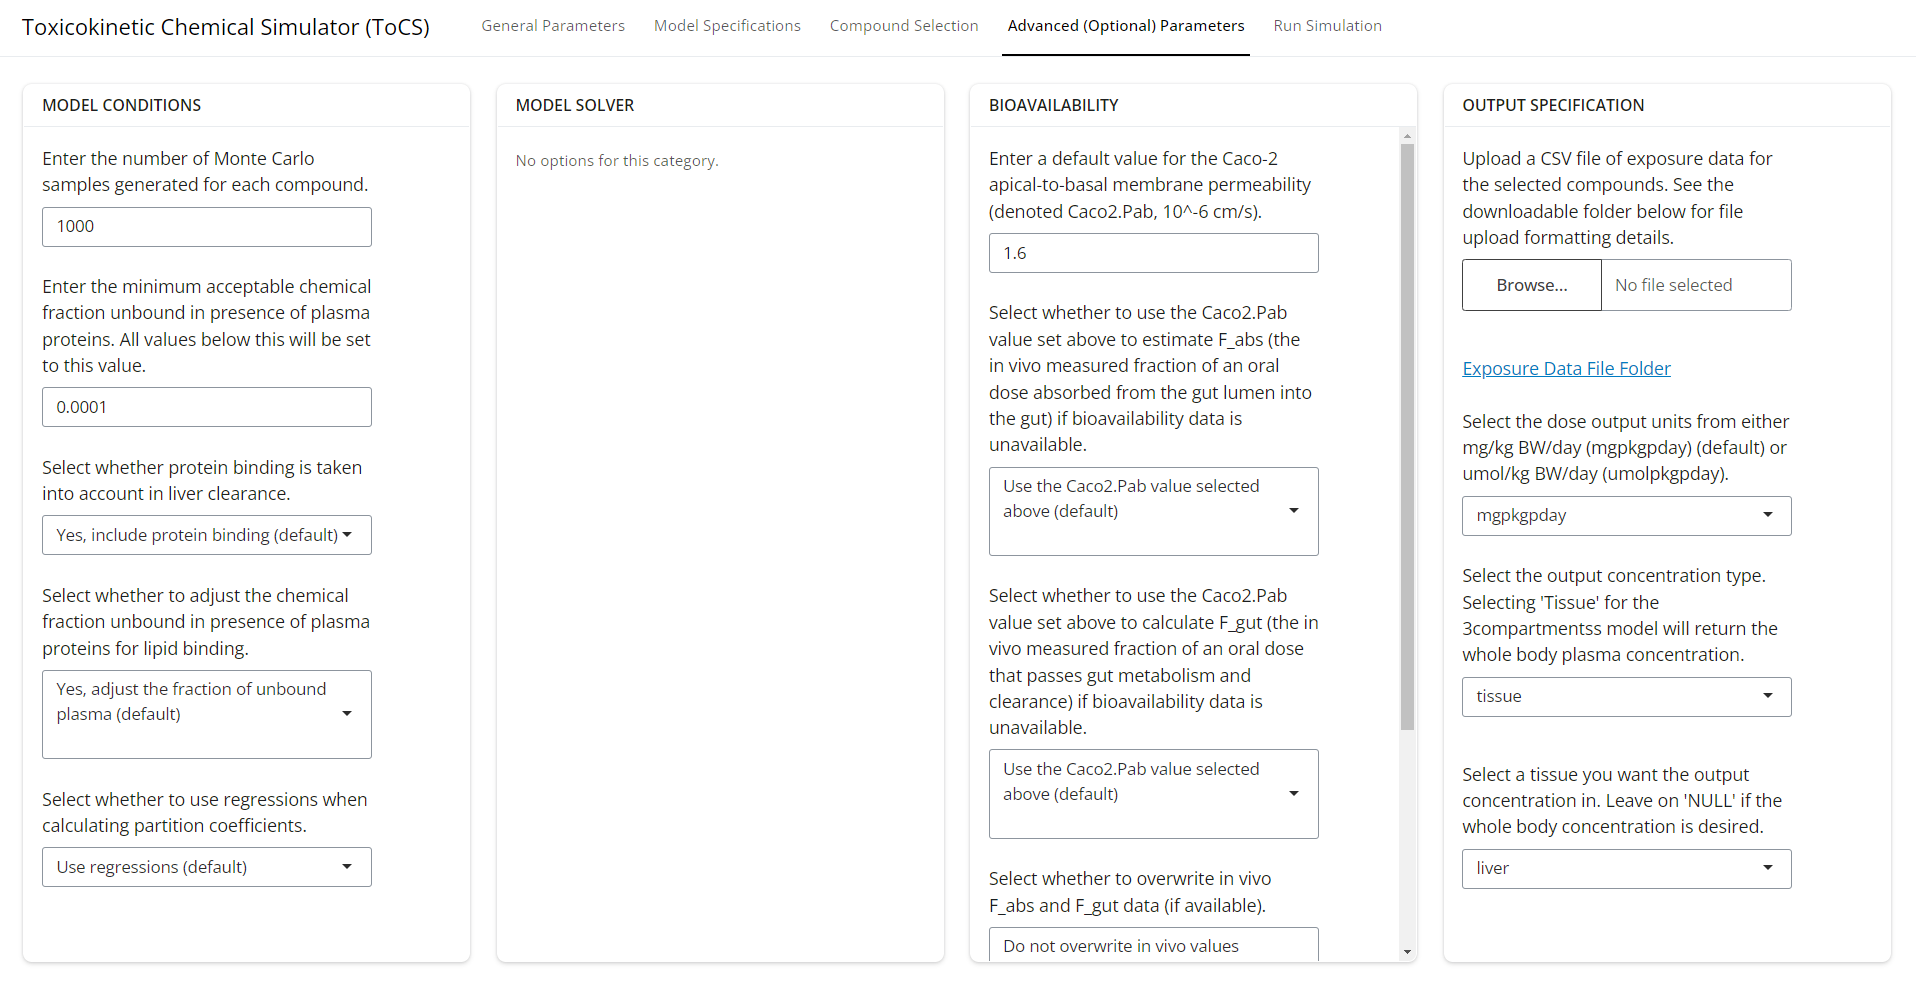 Toxicokinetic Chemical Simulator (ToCS)
General Parameters
Model Specifications
Compound Selection
Advanced (Optional) Parameters
Run Simulation
MODEL CONDITIONS
Enter the number of Monte Carlo
samples generated for each compound.
1000
Enter the minimum acceptable chemical
fraction unbound in presence of plasma
proteins. All values below this will be set
to this value.
0.0001
Select whether protein binding is taken
into account in liver clearance.
Yes, include protein binding (default)
Select whether to adjust the chemical
fraction unbound in presence of plasma
proteins for lipid binding.
Yes, adjust the fraction of unbound
plasma (default)
Select whether to use regressions when
calculating partition coefficients.
Use regressions (default)
MODEL SOLVER
No options for this category.
BIOAVAILABILITY
Enter a default value for the Caco-2
apical-to-basal membrane permeability
(denoted Caco2.Pab, 10^-6 cm/s).
1.6
Select whether to use the Caco2.Pab
value set above to estimate F_abs (the
in vivo measured fraction of an oral
dose absorbed from the gut lumen into
the gut) if bioavailability data is
unavailable.
Use the Caco2.Pab value selected
above (default)
Select whether to use the Caco2.Pab
value set above to calculate F_gut (the in
vivo measured fraction of an oral dose
that passes gut metabolism and
clearance) if bioavailability data is
unavailable.
Use the Caco2.Pab value selected
above (default)
Select whether to overwrite in vivo
F_abs and F_gut data (if available).
Do not overwrite in vivo values
OUTPUT SPECIFICATION
Upload a CSV file of exposure data for
the selected compounds. See the
downloadable folder below for file
upload formatting details.
Browse...
No file selected
Exposure Data File Folder
Select the dose output units from either
mg/kg BW/day (mgpkgpday) (default) or
umol/kg BW/day (umolpkgpday).
mgpkgpday
Select the output concentration type.
Selecting 'Tissue' for the
3compartmentss model will return the
whole body plasma concentration.
tissue
Select a tissue you want the output
concentration in. Leave on 'NULL' if the
whole body concentration is desired.
liver